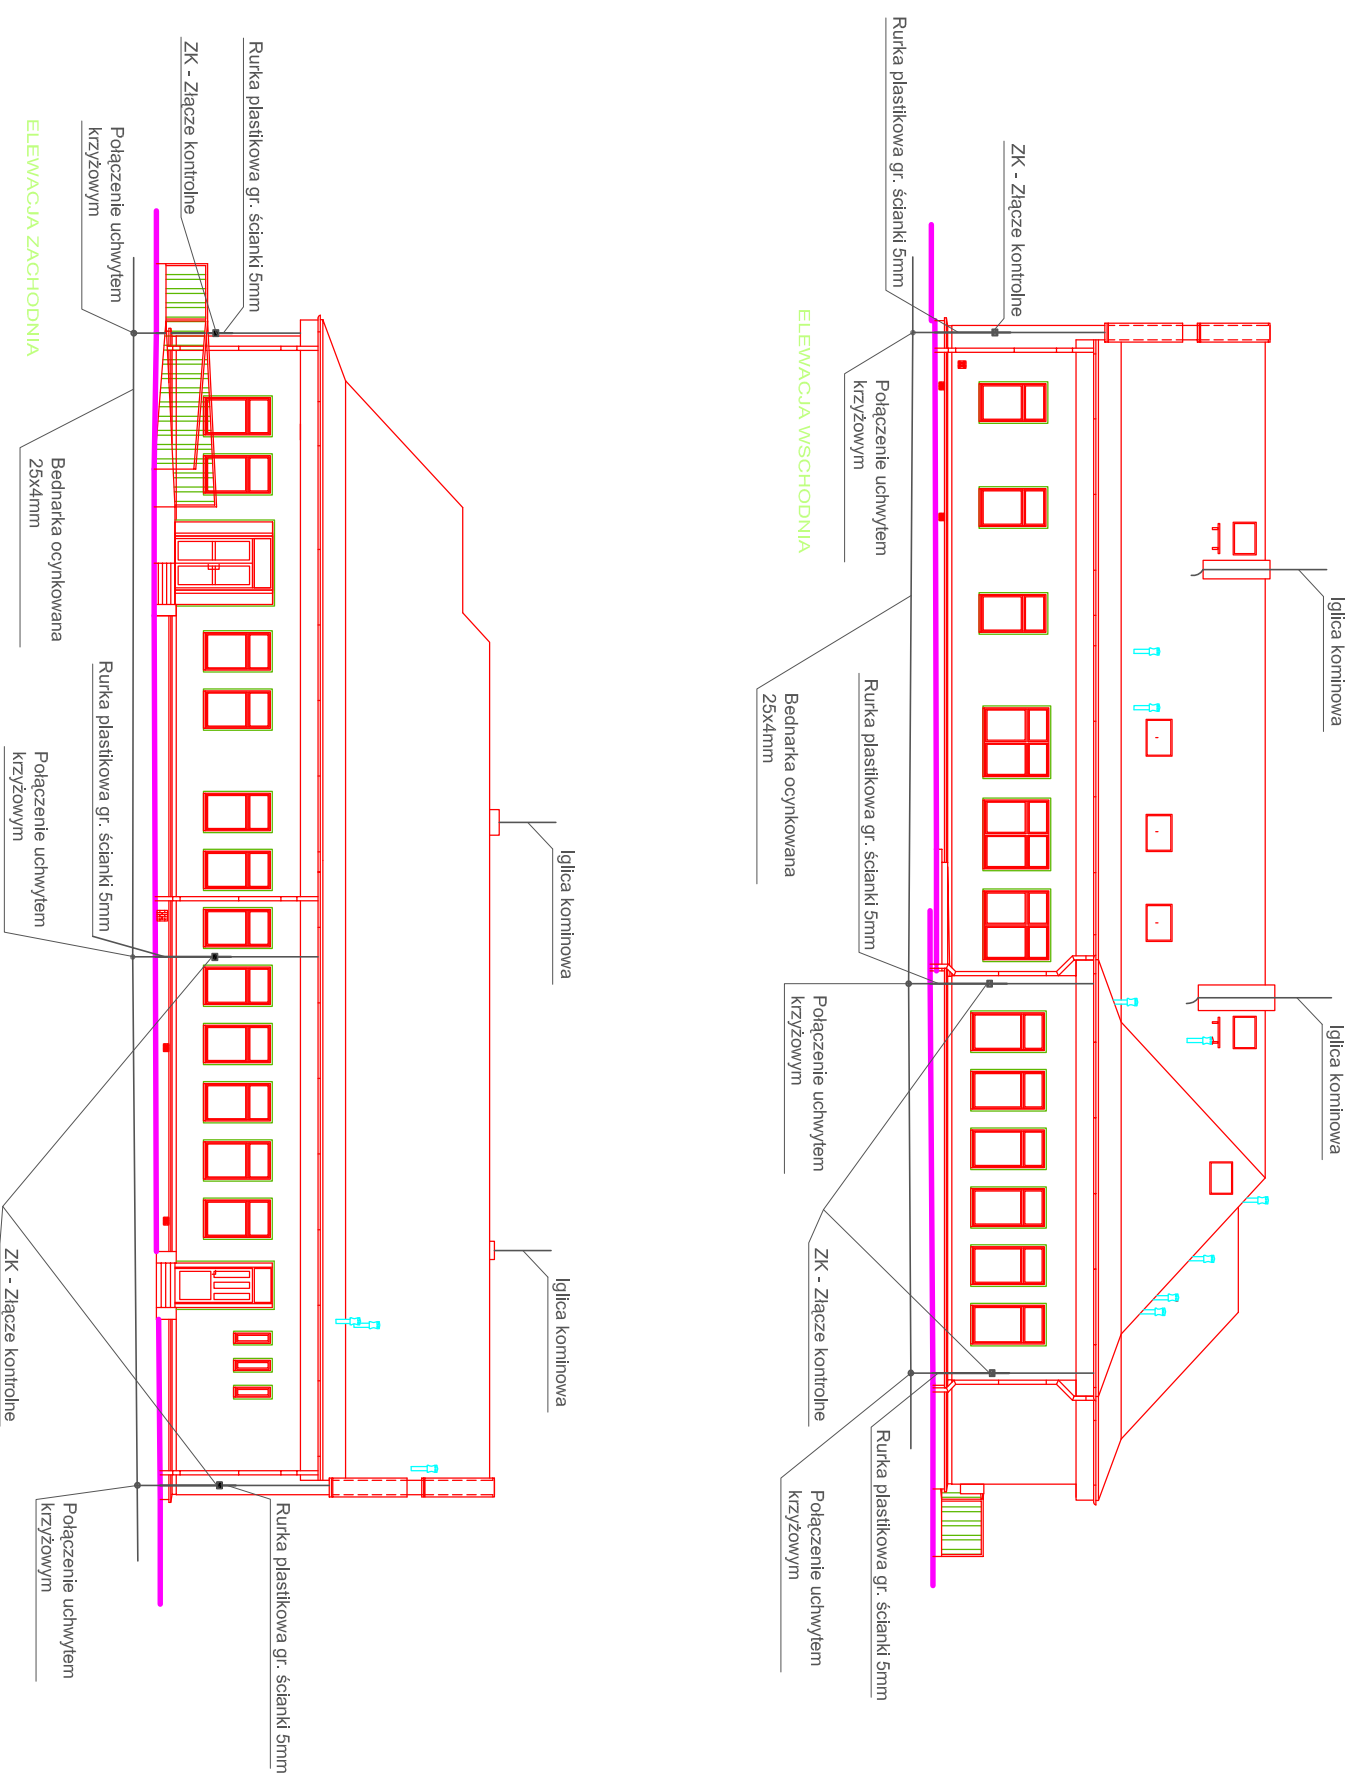 Iglica kominowa
Iglica kominowa
ZK - Złącze kontrolne
Rurka plastikowa gr. ścianki 5mm
Połączenie uchwytem
krzyżowym
Bednarka ocynkowana
25x4mm
Rurka plastikowa gr. ścianki 5mm
Połączenie uchwytem
krzyżowym
ZK - Złącze kontrolne
Rurka plastikowa gr. ścianki 5mm
Połączenie uchwytem
krzyżowym
ELEWACJA WSCHODNIA
Iglica kominowa
Iglica kominowa
Rurka plastikowa gr. ścianki 5mm
ZK - Złącze kontrolne
Połączenie uchwytem
krzyżowym
Bednarka ocynkowana
25x4mm
Rurka plastikowa gr. ścianki 5mm
Połączenie uchwytem
krzyżowym
ZK - Złącze kontrolne
Rurka plastikowa gr. ścianki 5mm
Połączenie uchwytem
krzyżowym
ELEWACJA ZACHODNIA